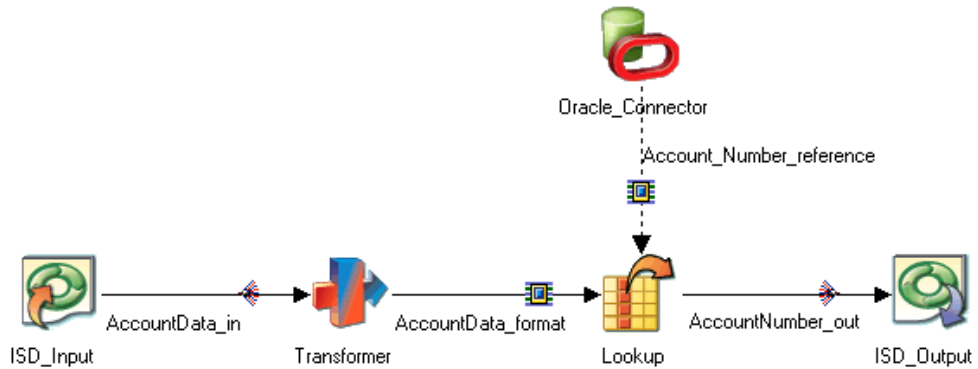 Oracle_Connector
Account_Number_reference
AccountData_in
AccountData_format
AccountNumber_out
ISD_Input
Transformer
Lookup
ISD_Output